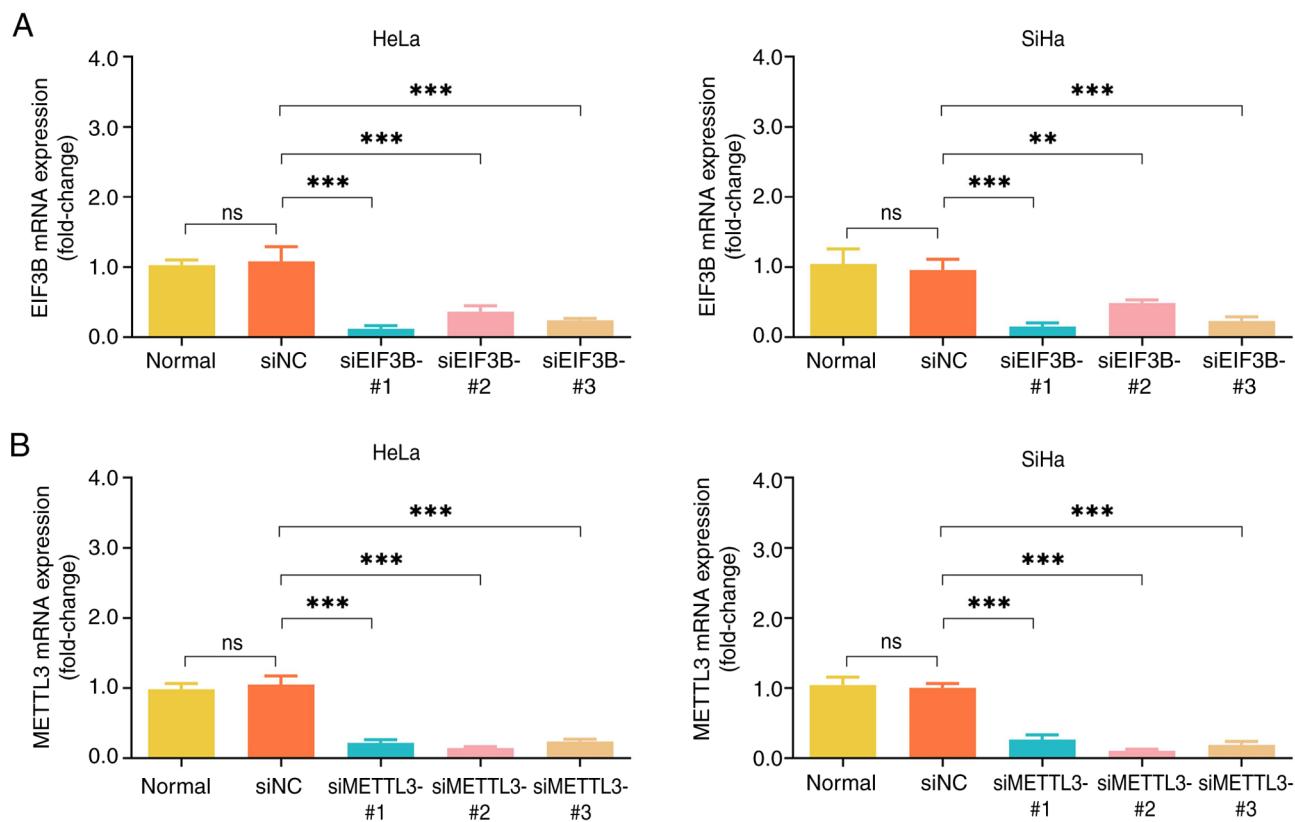 A
HeLa
EIF3B mRNA expression
(fold-change)
4.0
3.0
2.0
1.0
0.0
***
***
***
ns
Normal
siNC
siEIF3B-
#1
siEIF3B-
#2
siEIF3B-
#3
SiHa
EIF3B mRNA expression
(fold-change)
4.0
3.0
2.0
1.0
0.0
***
**
***
ns
Normal
siNC
siEIF3B-
#1
siEIF3B-
#2
siEIF3B-
#3
B
HeLa
METTL3 mRNA expression
(fold-change)
4.0
3.0
2.0
1.0
0.0
***
***
***
ns
Normal
siNC
siMETTL3-
#1
siMETTL3-
#2
siMETTL3-
#3
SiHa
METTL3 mRNA expression
(fold-change)
4.0
3.0
2.0
1.0
0.0
***
***
***
ns
Normal
siNC
siMETTL3-
#1
siMETTL3-
#2
siMETTL3-
#3